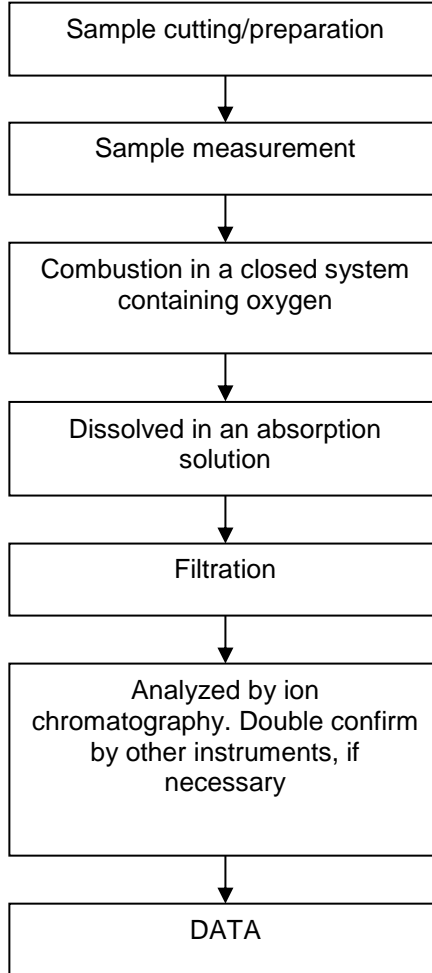 Sample cutting/preparation
Sample measurement
Combustion in a closed system
containing oxygen
Dissolved in an absorption
solution
Filtration
Analyzed by ion
chromatography. Double confirm
by other instruments, if
necessary
DATA